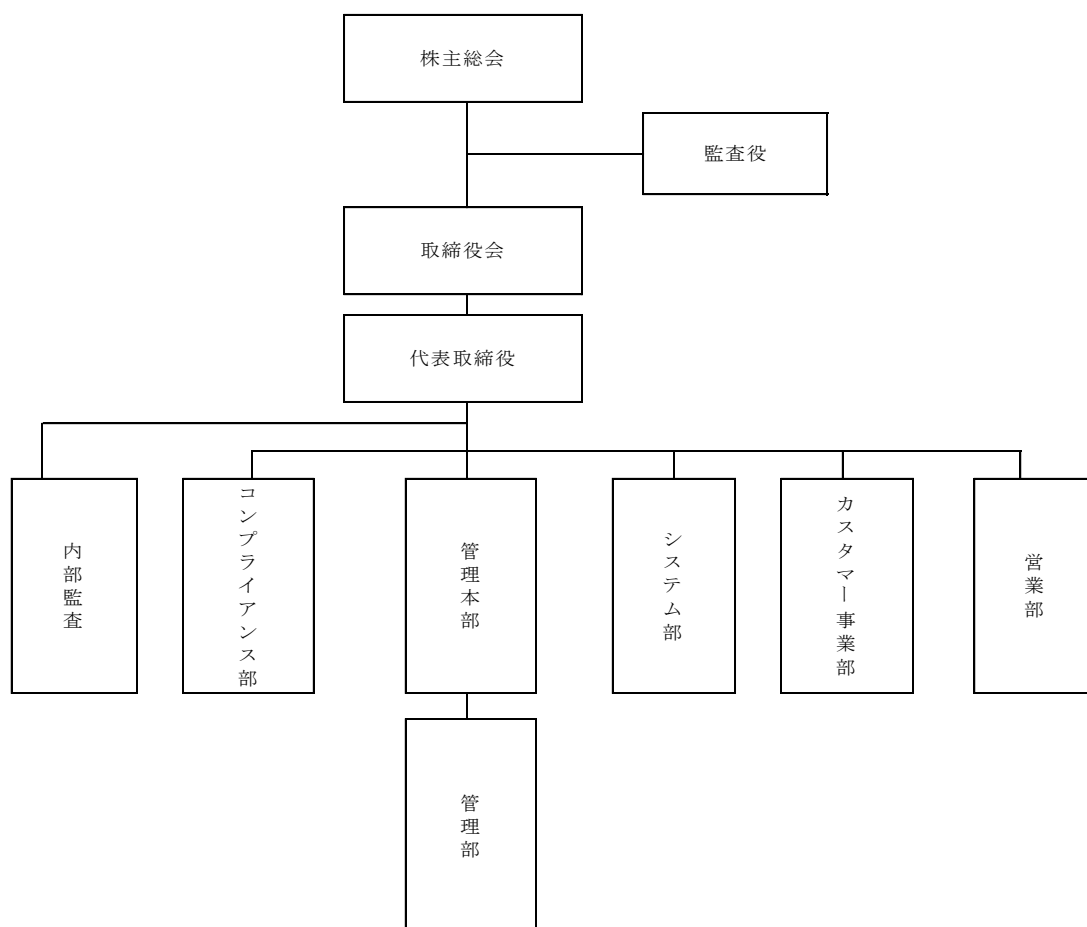 株主総会
監査役
取締役会
代表取締役
内部監査
コンプライアンス部
管理本部
システム部
カスタマー事業部
営業部
管理部